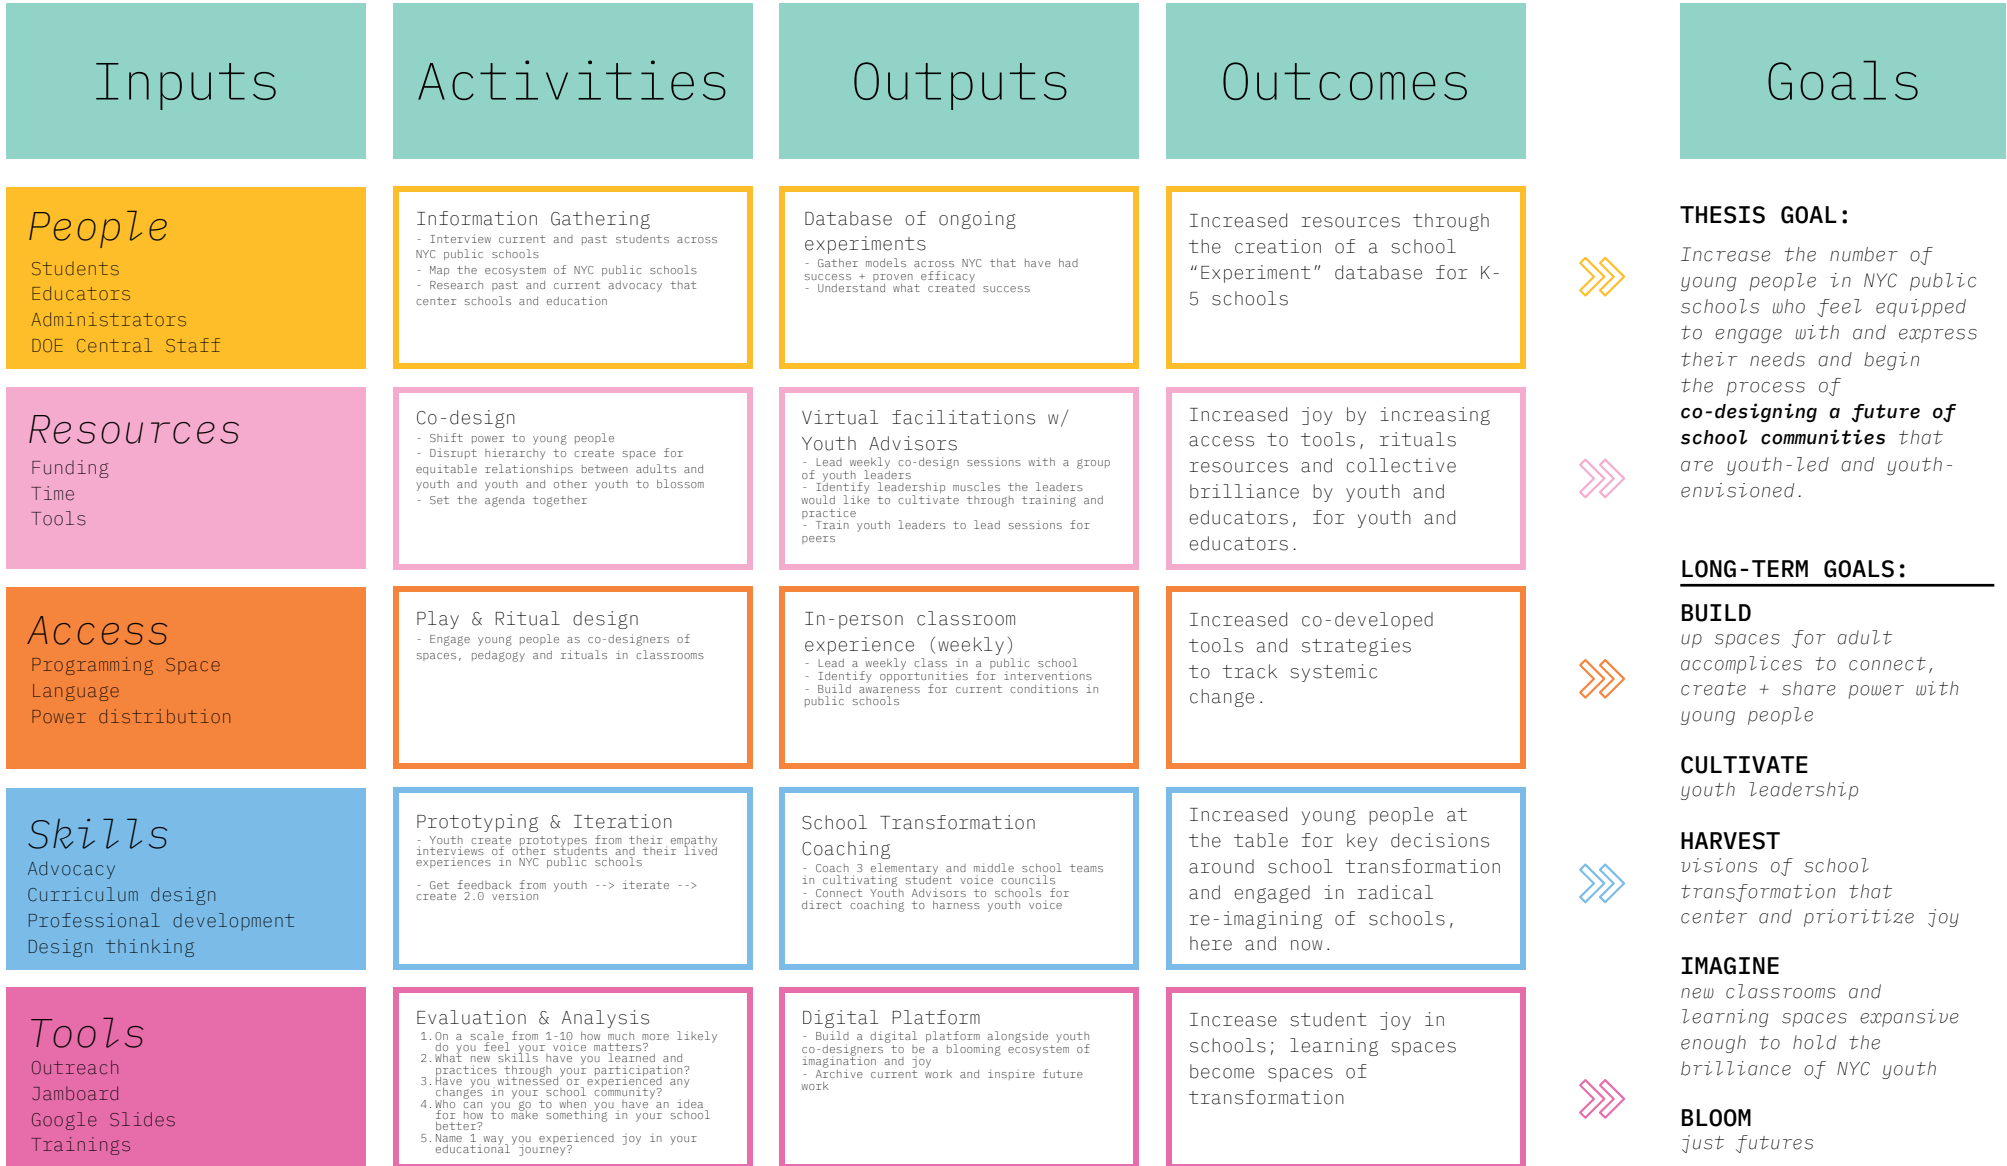 Inputs
Activities
Outputs
Outcomes
Goals
People
Students
Educators
Administrators
DOE Central Staff
Information Gathering
- Interview current and past students across
NYC public schools
- Map the ecosystem of NYC public schools
- Research past and current advocacy that
center schools and education
Database of ongoing
experiments
- Gather models across NYC that have had
success + proven efficacy
- Understand what created success
Increased resources through
the creation of a school
“Experiment” database for K-
5 schools
Resources
Funding
Time
Tools
Co-design
- Shift power to young people
- Disrupt hierarchy to create space for
equitable relationships between adults and
youth and youth and other youth to blossom
- Set the agenda together
Virtual facilitations w/
Youth Advisors
- Lead weekly co-design sessions with a group
of youth leaders
- Identify leadership muscles the leaders
would like to cultivate through training and
practice
- Train youth leaders to lead sessions for
peers
Increased joy by increasing
access to tools, rituals
resources and collective
brilliance by youth and
educators, for youth and
educators.
Access
Programming Space
Language
Power distribution
Play & Ritual design
- Engage young people as co-designers of
spaces, pedagogy and rituals in classrooms
In-person classroom
experience (weekly)
- Lead a weekly class in a public school
- Identify opportunities for interventions
- Build awareness for current conditions in
public schools
Increased co-developed
tools and strategies
to track systemic
change.
Skills
Advocacy
Curriculum design
Professional development
Design thinking
Prototyping & Iteration
- Youth create prototypes from their empathy
interviews of other students and their lived
experiences in NYC public schools
- Get feedback from youth --> iterate -->
create 2.0 version
School Transformation
Coaching
- Coach 3 elementary and middle school teams
in cultivating student voice councils
- Connect Youth Advisors to schools for
direct coaching to harness youth voice
Increased young people at
the table for key decisions
around school transformation
and engaged in radical
re-imagining of schools,
here and now.
Tools
Outreach
Jamboard
Google Slides
Trainings
Evaluation & Analysis
1. On a scale from 1-10 how much more likely
do you feel your voice matters?
2. What new skills have you learned and
practices through your participation?
3. Have you witnessed or experienced any
changes in your school community?
4. Who can you go to when you have an idea
for how to make something in your school
better?
5. Name 1 way you experienced joy in your
educational journey?
Digital Platform
- Build a digital platform alongside youth
co-designers to be a blooming ecosystem of
imagination and joy
- Archive current work and inspire future
work
Increase student joy in
schools; learning spaces
become spaces of
transformation
THESIS GOAL:
Increase the number of
young people in NYC public
schools who feel equipped
to engage with and express
their needs and begin
the process of
co-designing a future of
school communities that
are youth-led and youth-
envisioned.
LONG-TERM GOALS:
BUILD
up spaces for adult
accomplices to connect,
create + share power with
young people
CULTIVATE
youth leadership
HARVEST
visions of school
transformation that
center and prioritize joy
IMAGINE
new classrooms and
learning spaces expansive
enough to hold the
brilliance of NYC youth
BLOOM
just futures